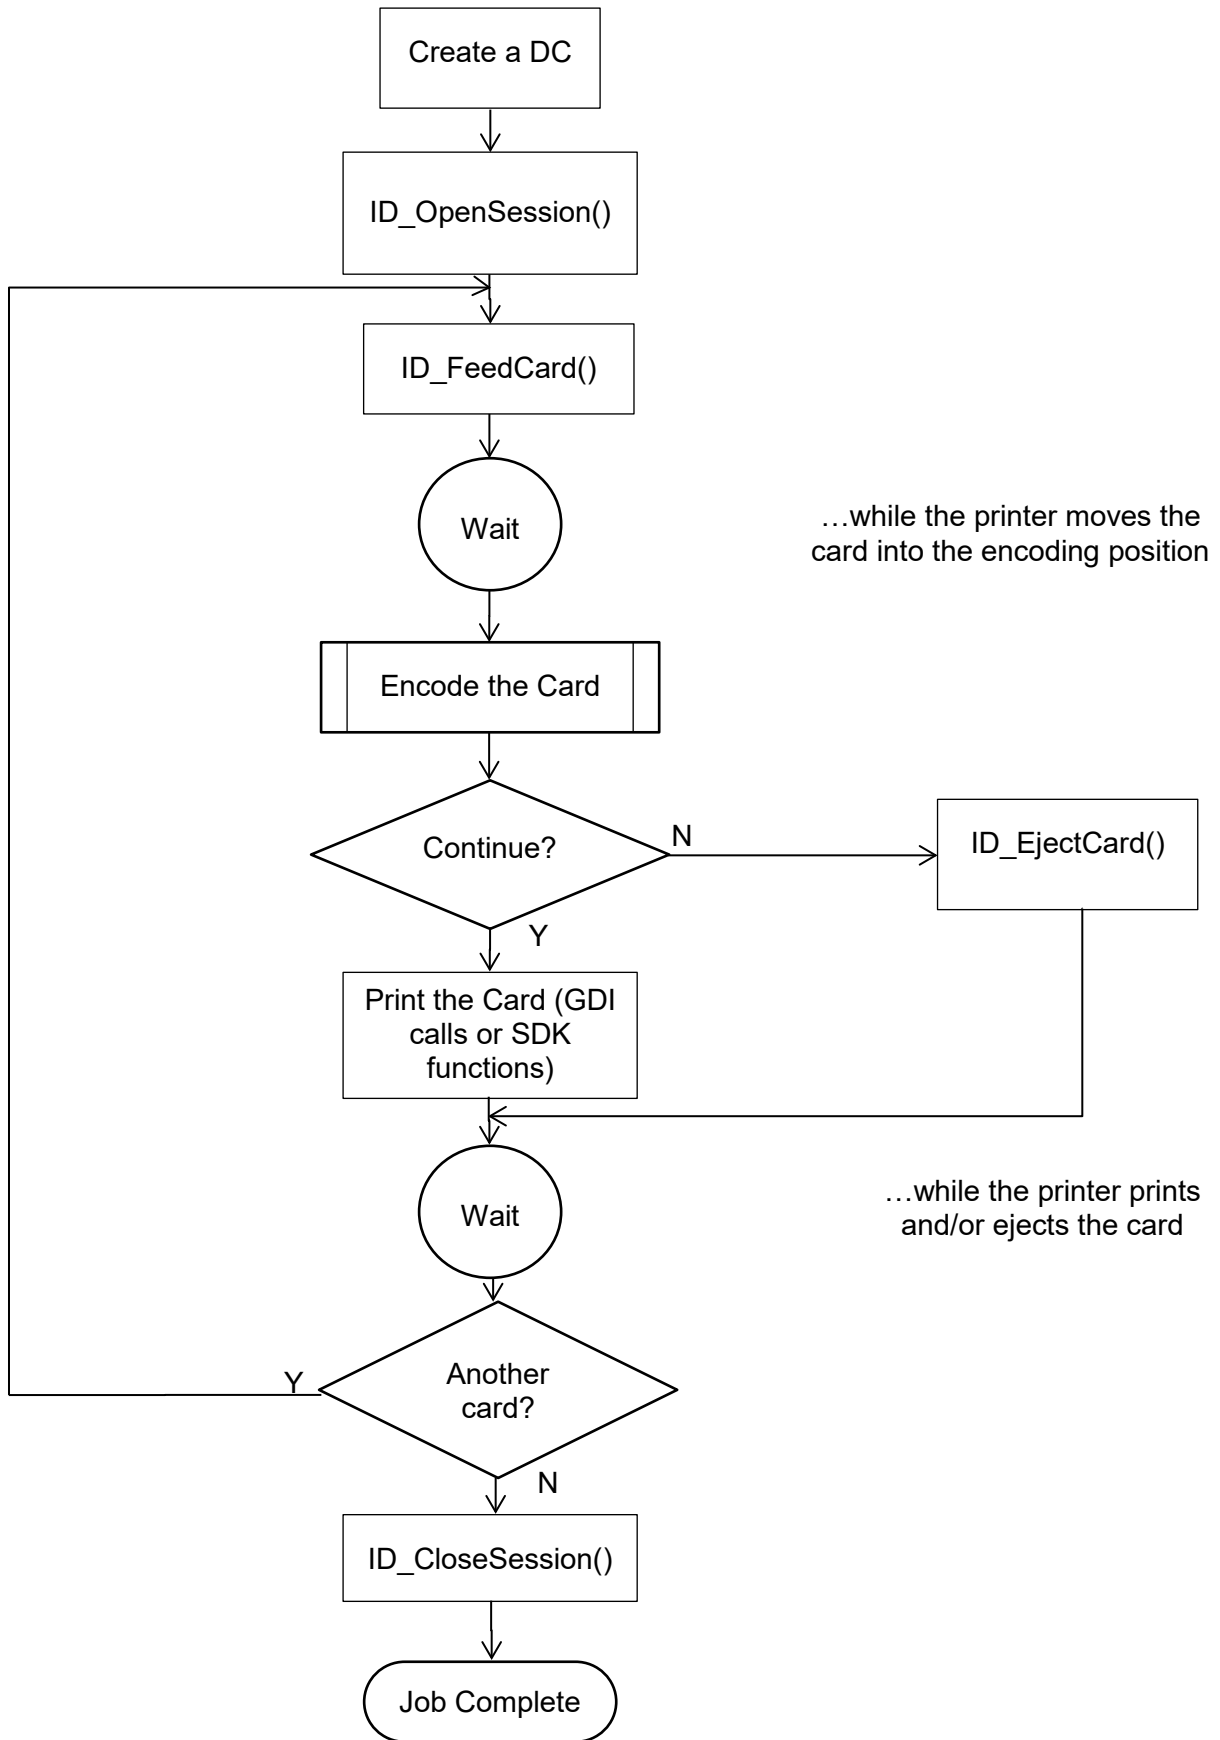 Create a DC
ID_OpenSession()
ID_FeedCard()
Wait
…while the printer moves the
card into the encoding position
Encode the Card
Continue?
N
ID_EjectCard()
Y
Print the Card (GDI
calls or SDK
functions)
Wait
…while the printer prints
and/or ejects the card
Another
card?
Y
N
ID_CloseSession()
Job Complete